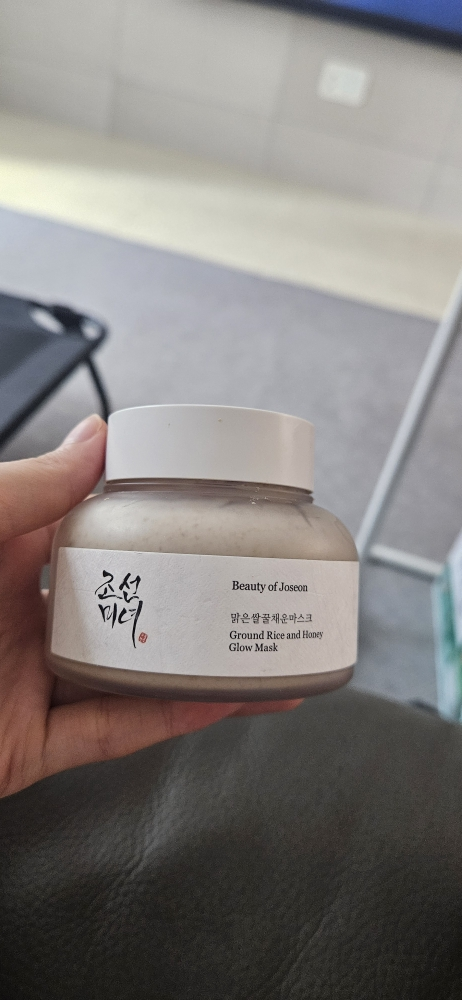 조선
미녀
Beauty of Joseon
맑은쌀꿀채운마스크
Ground Rice and Honey
Glow Mask